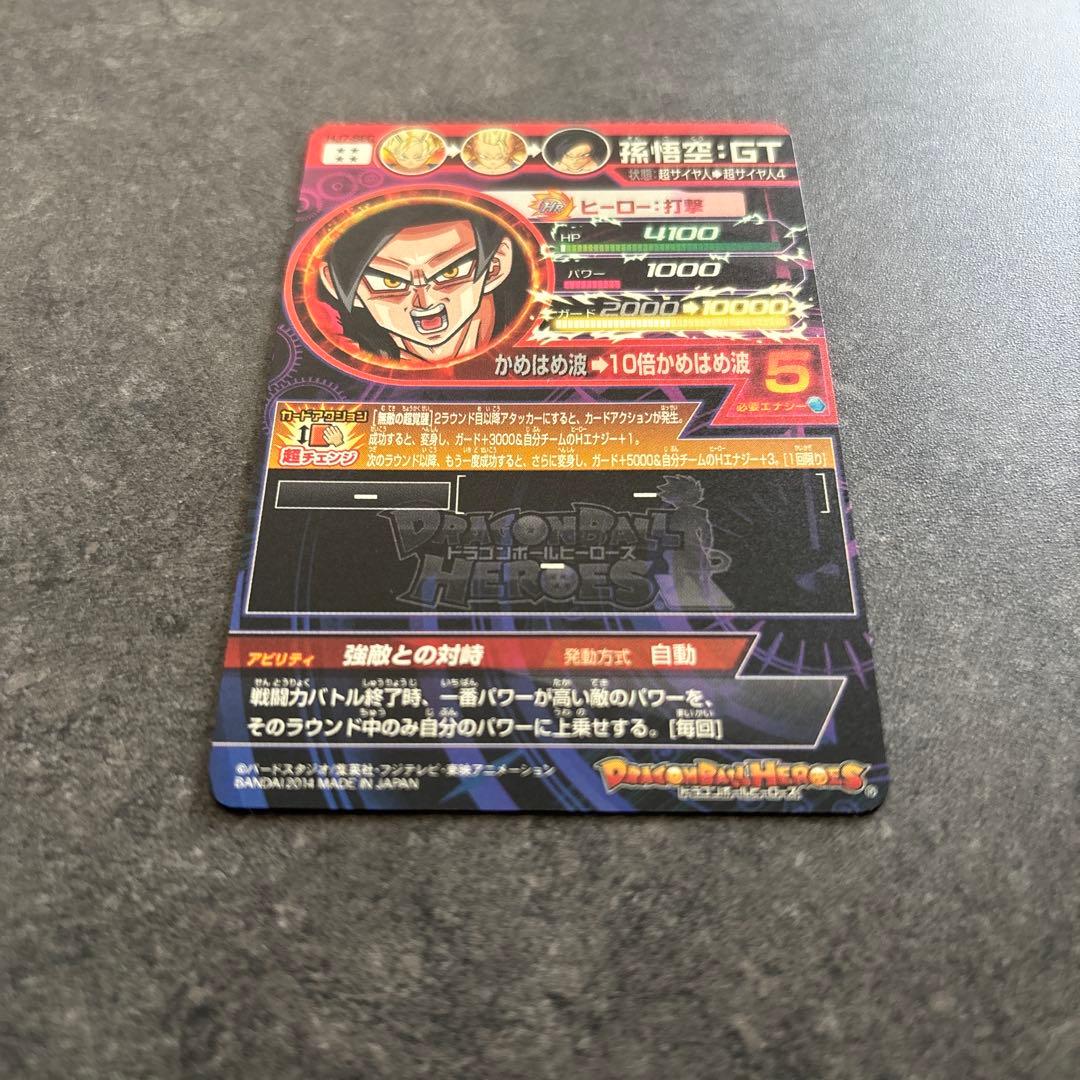 孫悟空:GT
状態:超サイヤ人➡超サイヤ人4
HR ヒーロー:打撃
HP 4100
パワー 1000
ガード 2000➡10000
かめはめ波➡10倍かめはめ波 5
必要エナジー
カードアクション
超チェンジ
[無敵の超覚醒]2ラウンド目以降アタッカーにすると、カードアクションが発生。
成功すると、変身し、ガード+3000&自分チームのHエナジー+1。
次のラウンド以降、もう一度成功すると、さらに変身し、ガード+5000&自分チームのHエナジー+3。[1回限り]
ー ー
DRAGONBALL
ドラゴンボールヒーローズ
HEROES
ー
アビリティ 強敵との対峙 発動方式 自動
戦闘力バトル終了時、一番パワーが高い敵のパワーを、
そのラウンド中のみ自分のパワーに上乗せする。[毎回]
©バードスタジオ/集英社・フジテレビ・東映アニメーション
BANDAI 2014 MADE IN JAPAN
DRAGONBALL HEROES
ドラゴンボールヒーローズ